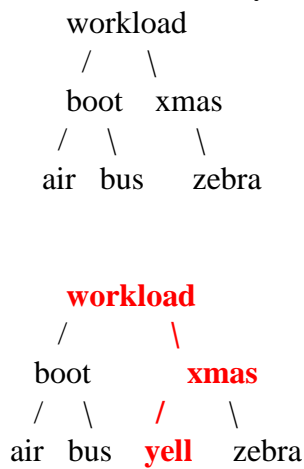 workload
/ \
boot xmas
/ \ \
air bus zebra
workload
/ \
boot xmas
/ \ / \
air bus yell zebra